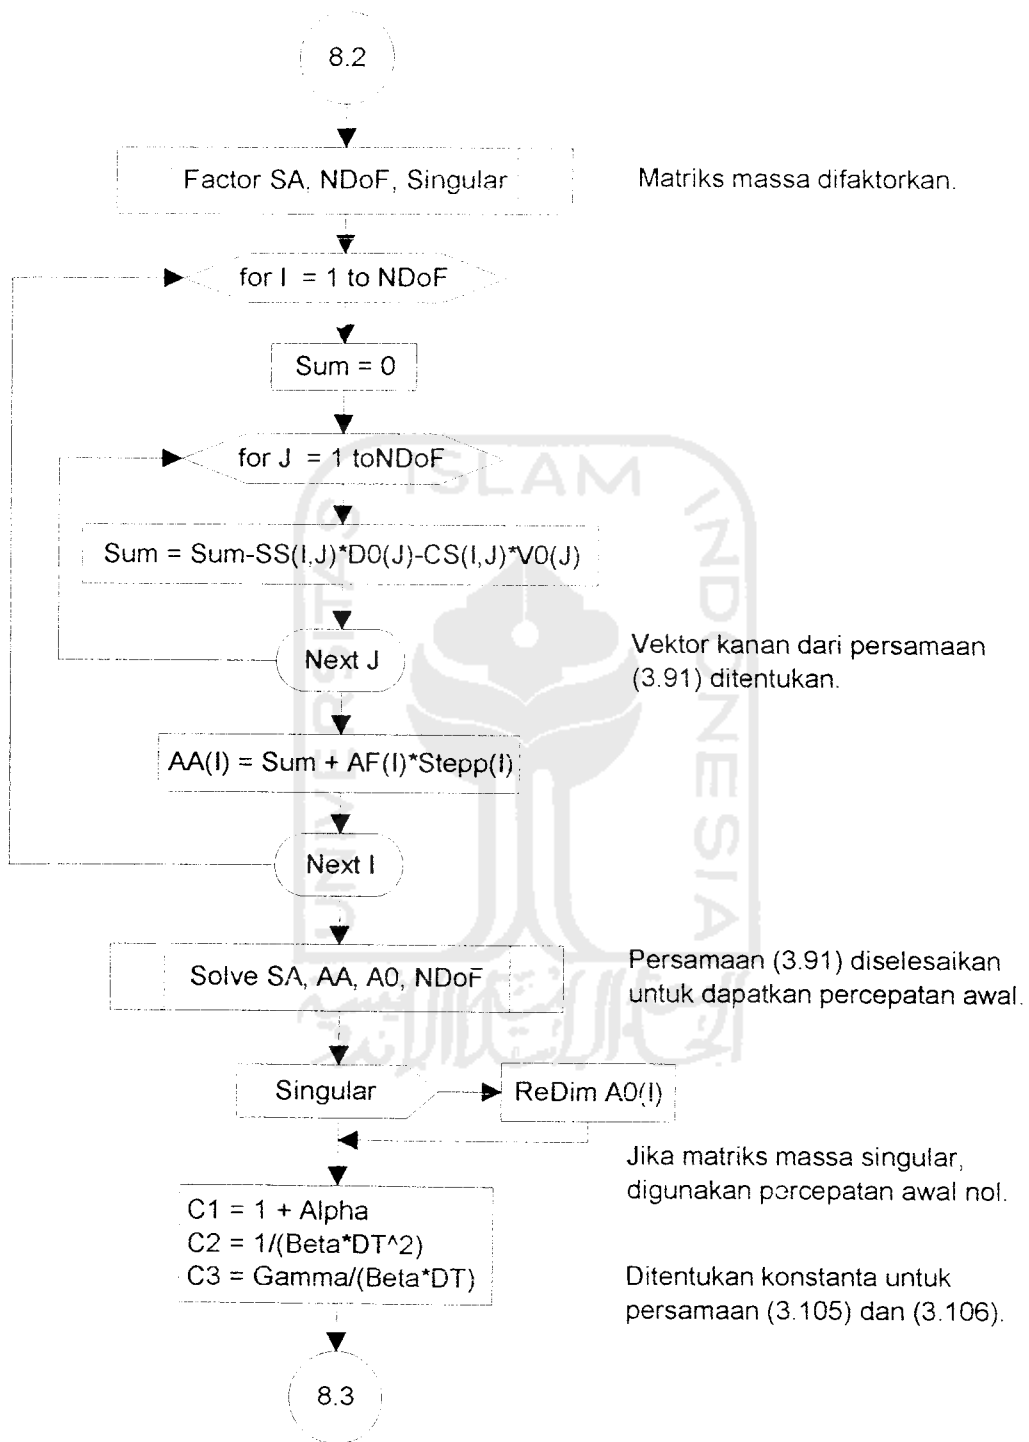 8.2
Factor SA, NDoF, Singular
Matriks massa difaktorkan.
for I = 1 to NDoF
Sum = 0
for J = 1 toNDoF
Sum = Sum-SS(I,J)*D0(J)-CS(I,J)*V0(J)
Next J
Vektor kanan dari persamaan
(3.91) ditentukan.
AA(I) = Sum + AF(I)*Stepp(I)
Next I
Solve SA, AA, A0, NDoF
Persamaan (3.91) diselesaikan
untuk dapatkan percepatan awal.
Singular
ReDim A0(I)
Jika matriks massa singular,
digunakan percepatan awal nol.
C1 = 1 + Alpha
C2 = 1/(Beta*DT^2)
C3 = Gamma/(Beta*DT)
Ditentukan konstanta untuk
persamaan (3.105) dan (3.106).
8.3
UNIVERSITAS
ISLAM
INDONESIA